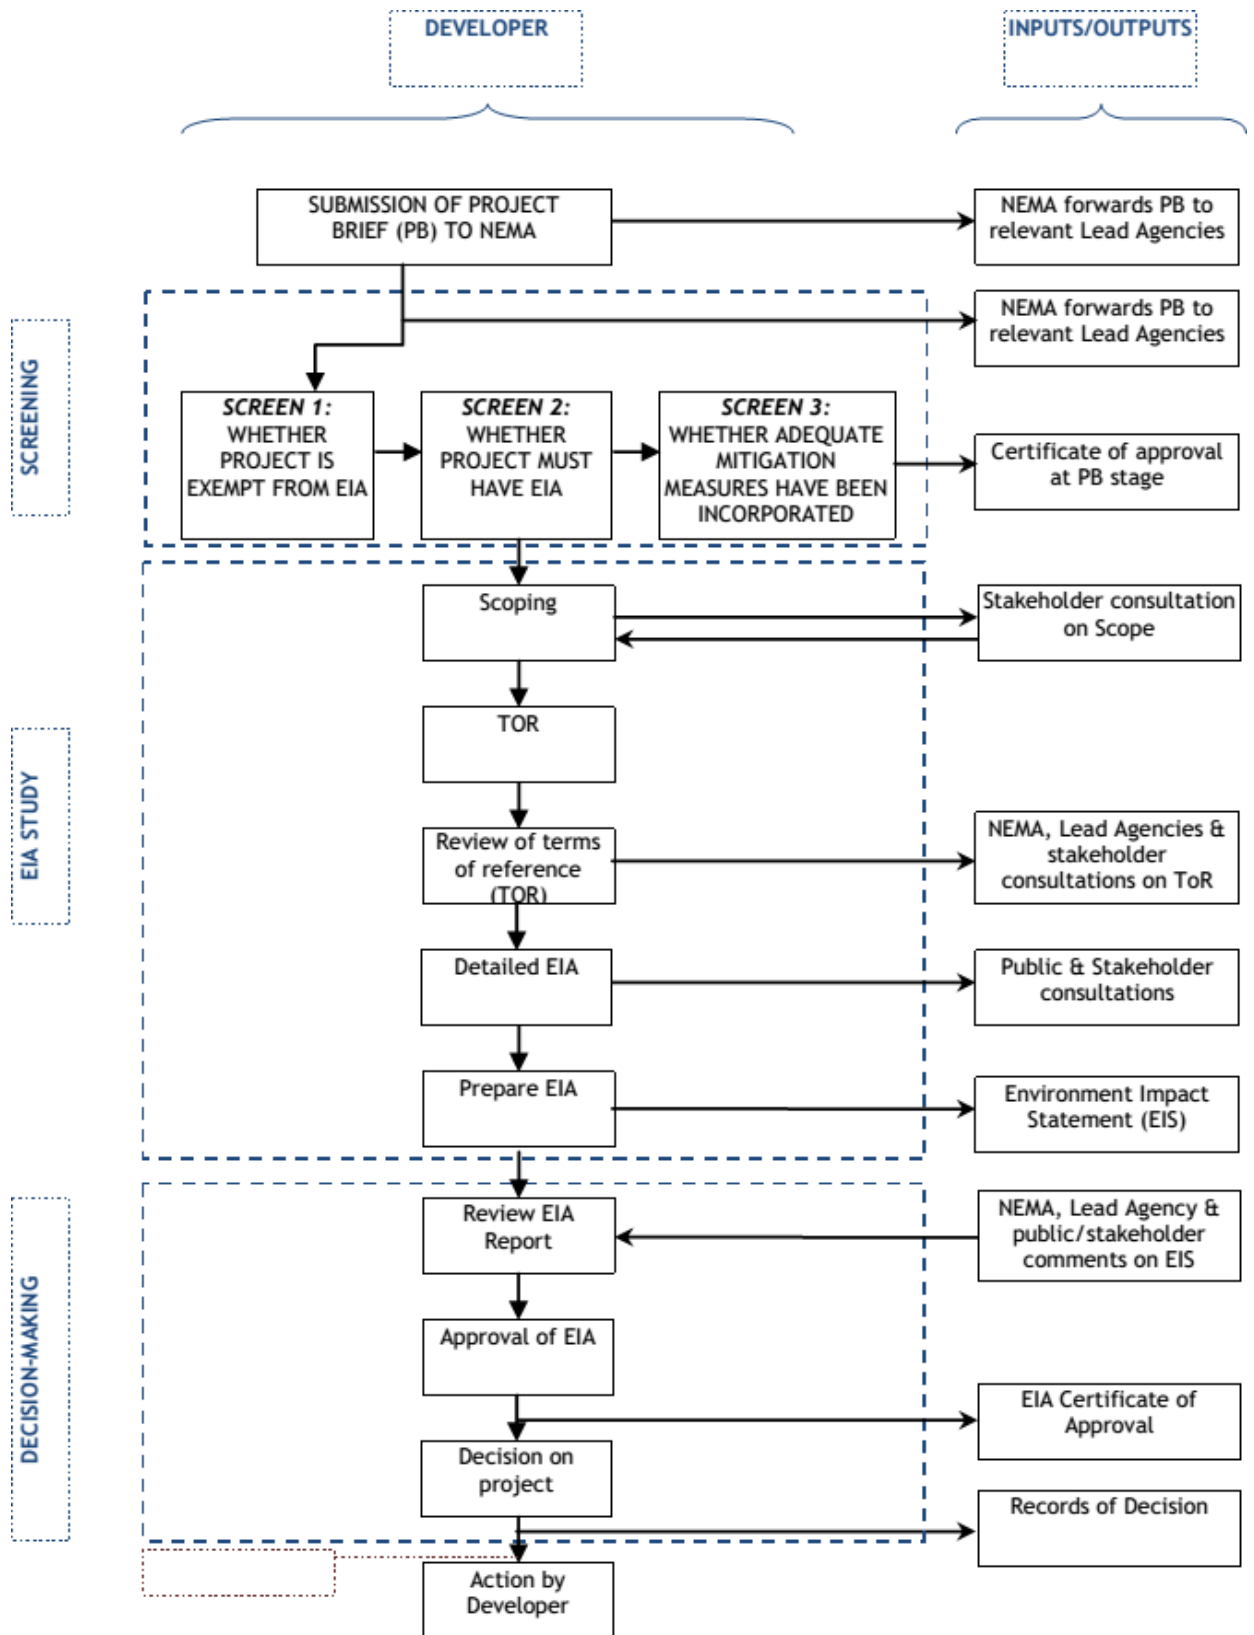 DEVELOPER
INPUTS/OUTPUTS
SUBMISSION OF PROJECT
BRIEF (PB) TO NEMA
NEMA forwards PB to
relevant Lead Agencies
SCREENING
NEMA forwards PB to
relevant Lead Agencies
SCREEN 1:
WHETHER
PROJECT IS
EXEMPT FROM EIA
SCREEN 2:
WHETHER
PROJECT MUST
HAVE EIA
SCREEN 3:
WHETHER ADEQUATE
MITIGATION
MEASURES HAVE BEEN
INCORPORATED
Certificate of approval
at PB stage
EIA STUDY
Scoping
Stakeholder consultation
on Scope
TOR
Review of terms
of reference
(TOR)
NEMA, Lead Agencies &
stakeholder
consultations on ToR
Detailed EIA
Public & Stakeholder
consultations
Prepare EIA
Environment Impact
Statement (EIS)
DECISION-MAKING
Review EIA
Report
NEMA, Lead Agency &
public/stakeholder
comments on EIS
Approval of EIA
EIA Certificate of
Approval
Decision on
project
Records of Decision
Action by
Developer